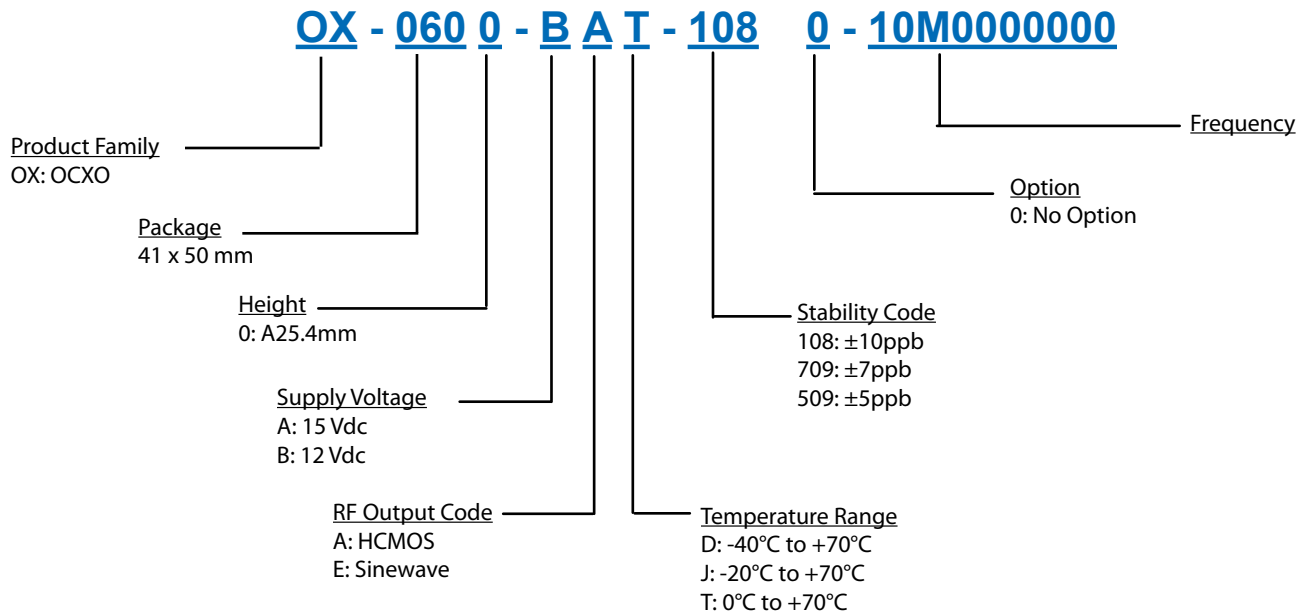 OX - 060 0 - B A T - 108 0 - 10M0000000
Product Family
OX: OCXO
Package
41 x 50 mm
Height
0: A25.4mm
Supply Voltage
A: 15 Vdc
B: 12 Vdc
RF Output Code
A: HCMOS
E: Sinewave
Temperature Range
D: -40°C to +70°C
J: -20°C to +70°C
T: 0°C to +70°C
Stability Code
108: ±10ppb
709: ±7ppb
509: ±5ppb
Option
0: No Option
Frequency